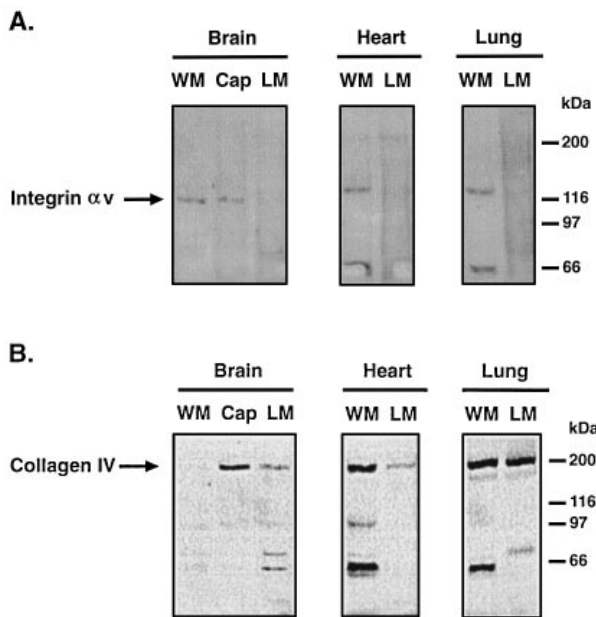 A.
Brain Heart Lung
WM Cap LM WM LM WM LM
kDa
200
Integrin αv
116
97
66
B.
Brain Heart Lung
WM Cap LM WM LM WM LM
kDa
Collagen IV
200
116
97
66